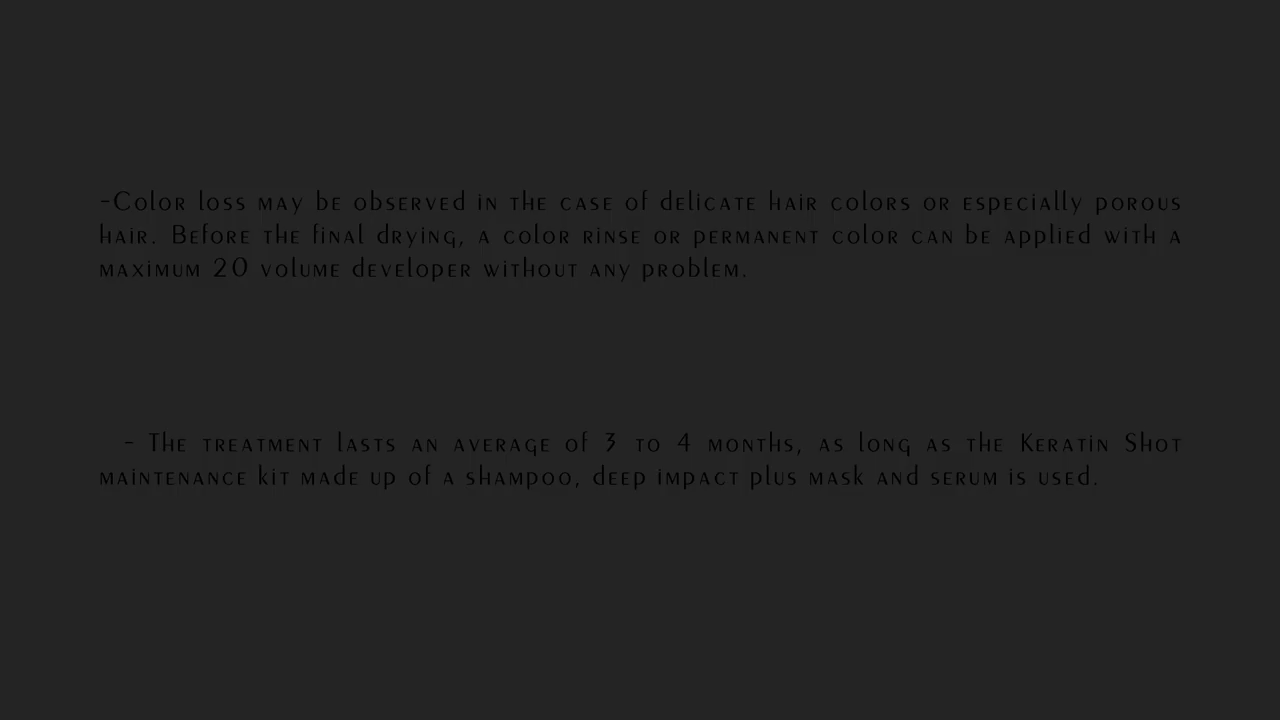 -Color loss may be observed in the case of delicate hair colors or especially porous
hair. Before the final drying, a color rinse or permanent color can be applied with a
maximum 20 volume developer without any problem.
- The treatment lasts an average of 3 to 4 months, as long as the Keratin Shot
maintenance kit made up of a shampoo, deep impact plus mask and serum is used.